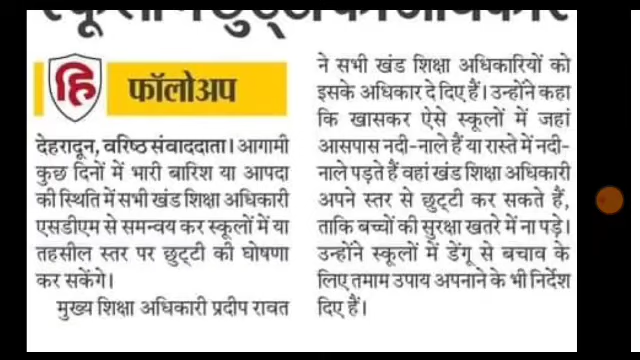 हि
फॉलोअप
देहरादून, वरिष्ठ संवाददाता। आगामी
कुछ दिनों में भारी बारिश या आपदा
की स्थिति में सभी खंड शिक्षा अधिकारी
एसडीएम से समन्वय कर स्कूलों में या
तहसील स्तर पर छुट्टी की घोषणा
कर सकेंगे।
मुख्य शिक्षा अधिकारी प्रदीप रावत
ने सभी खंड शिक्षा अधिकारियों को
इसके अधिकार दे दिए हैं। उन्होंने कहा
कि खासकर ऐसे स्कूलों में जहां
आसपास नदी-नाले हैं या रास्ते में नदी-
नाले पड़ते हैं वहां खंड शिक्षा अधिकारी
अपने स्तर से छुट्टी कर सकते हैं,
ताकि बच्चों की सुरक्षा खतरे में ना पड़े।
उन्होंने स्कूलों में डेंगू से बचाव के
लिए तमाम उपाय अपनाने के भी निर्देश
दिए हैं।